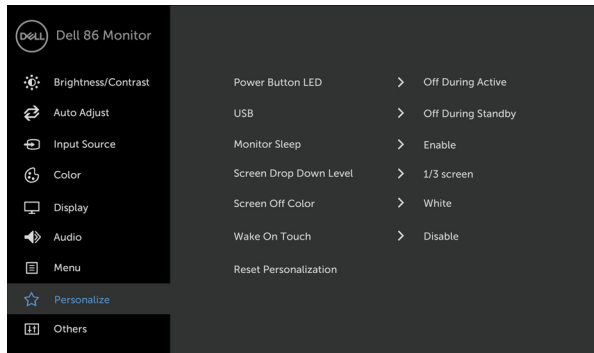 DELL Dell 86 Monitor
Brightness/Contrast
Auto Adjust
Input Source
Color
Display
Audio
Menu
Personalize
Others
Power Button LED > Off During Active
USB > Off During Standby
Monitor Sleep > Enable
Screen Drop Down Level > 1/3 screen
Screen Off Color > White
Wake On Touch > Disable
Reset Personalization